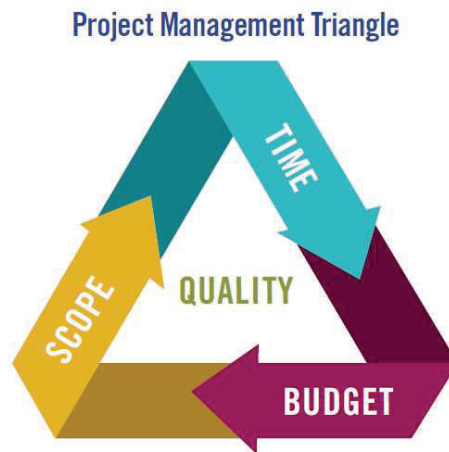 Project Management Triangle
TIME
QUALITY
SCOPE
BUDGET